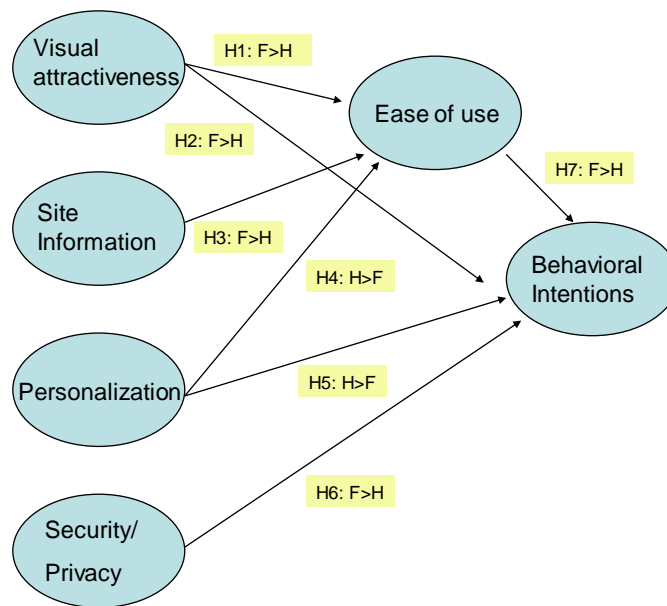 Visual
attractiveness
H1: F>H
Ease of use
H2: F>H
H7: F>H
Site
Information
H3: F>H
H4: H>F
Behavioral
Intentions
Personalization
H5: H>F
H6: F>H
Security/
Privacy